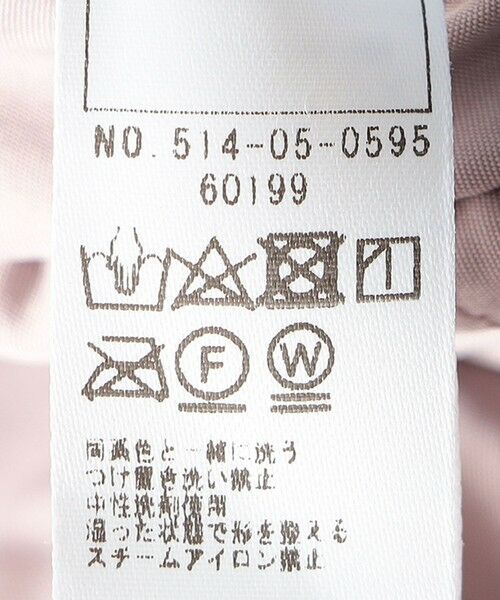 NO. 514-05-0595
60199
F W
同系色と一緒に洗う
つけ置き洗い禁止
中性洗剤使用
湿った状態で形を整える
スチームアイロン禁止